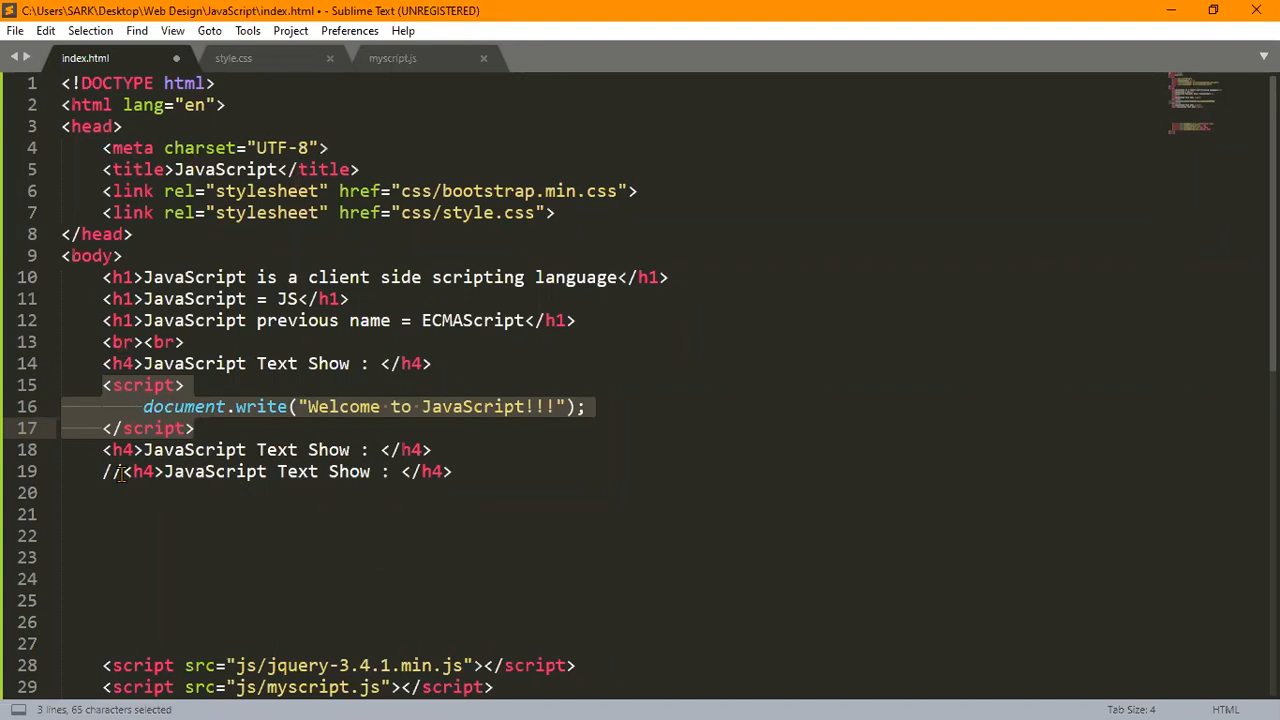 C:\Users\SARK\Desktop\Web Design\JavaScript\index.html • - Sublime Text (UNREGISTERED)
File Edit Selection Find View Goto Tools Project Preferences Help
index.html style.css myscript.js
1 <!DOCTYPE html>
2 <html lang="en">
3 <head>
4 <meta charset="UTF-8">
5 <title>JavaScript</title>
6 <link rel="stylesheet" href="css/bootstrap.min.css">
7 <link rel="stylesheet" href="css/style.css">
8 </head>
9 <body>
10 <h1>JavaScript is a client side scripting language</h1>
11 <h1>JavaScript = JS</h1>
12 <h1>JavaScript previous name = ECMAScript</h1>
13 <br><br>
14 <h4>JavaScript Text Show : </h4>
15 <script>
16 document.write("Welcome to JavaScript!!!");
17 </script>
18 <h4>JavaScript Text Show : </h4>
19 //<h4>JavaScript Text Show : </h4>
20
21
22
23
24
25
26
27
28 <script src="js/jquery-3.4.1.min.js"></script>
29 <script src="js/myscript.js"></script>
3 lines, 65 characters selected Tab Size: 4 HTML